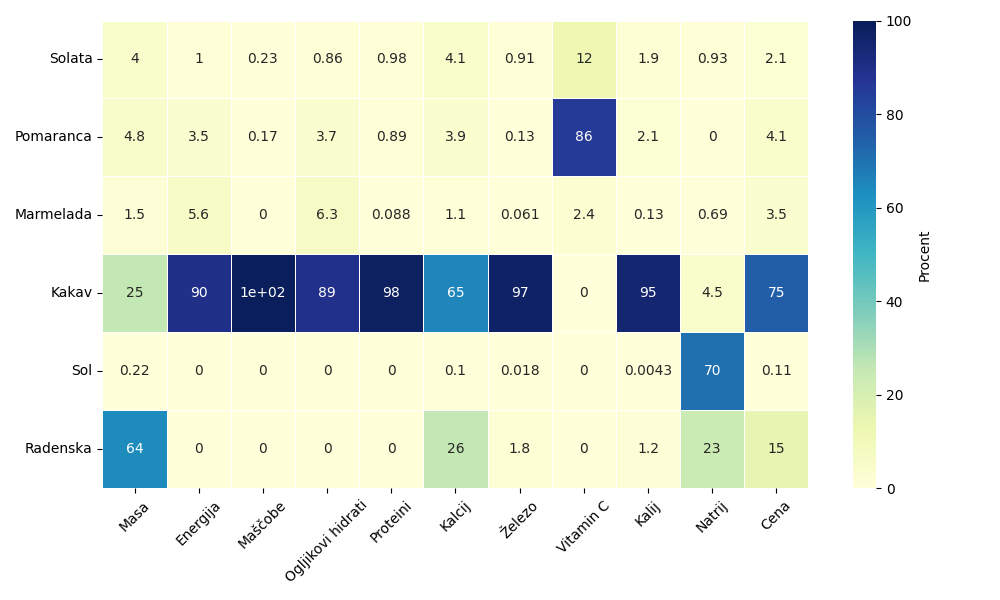 Solata 4 1 0.23 0.86 0.98 4.1 0.91 12 1.9 0.93 2.1
Pomaranca 4.8 3.5 0.17 3.7 0.89 3.9 0.13 86 2.1 0 4.1
Marmelada 1.5 5.6 0 6.3 0.088 1.1 0.061 2.4 0.13 0.69 3.5
Kakav 25 90 1e+02 89 98 65 97 0 95 4.5 75
Sol 0.22 0 0 0 0 0.1 0.018 0 0.0043 70 0.11
Radenska 64 0 0 0 0 26 1.8 0 1.2 23 15
Masa Energija Maščobe Ogljikovi hidrati Proteini Kalcij Železo Vitamin C Kalij Natrij Cena
100
80
60
40
20
0
Procent